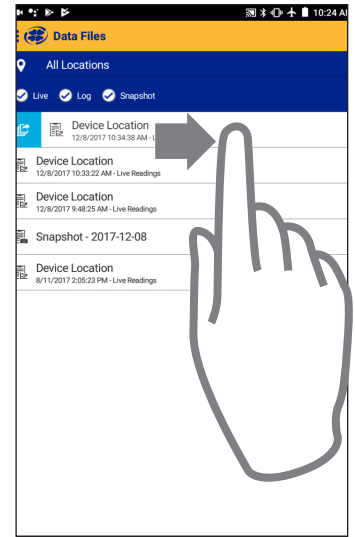 10:24 A
Data Files
All Locations
Live Log Snapshot
Device Location
12/8/2017 10:34:38 AM - L
Device Location
12/8/2017 10:33:22 AM - Live Readings
Device Location
12/8/2017 9:48:25 AM - Live Readings
Snapshot - 2017-12-08
Device Location
8/11/2017 2:05:23 PM - Live Readings